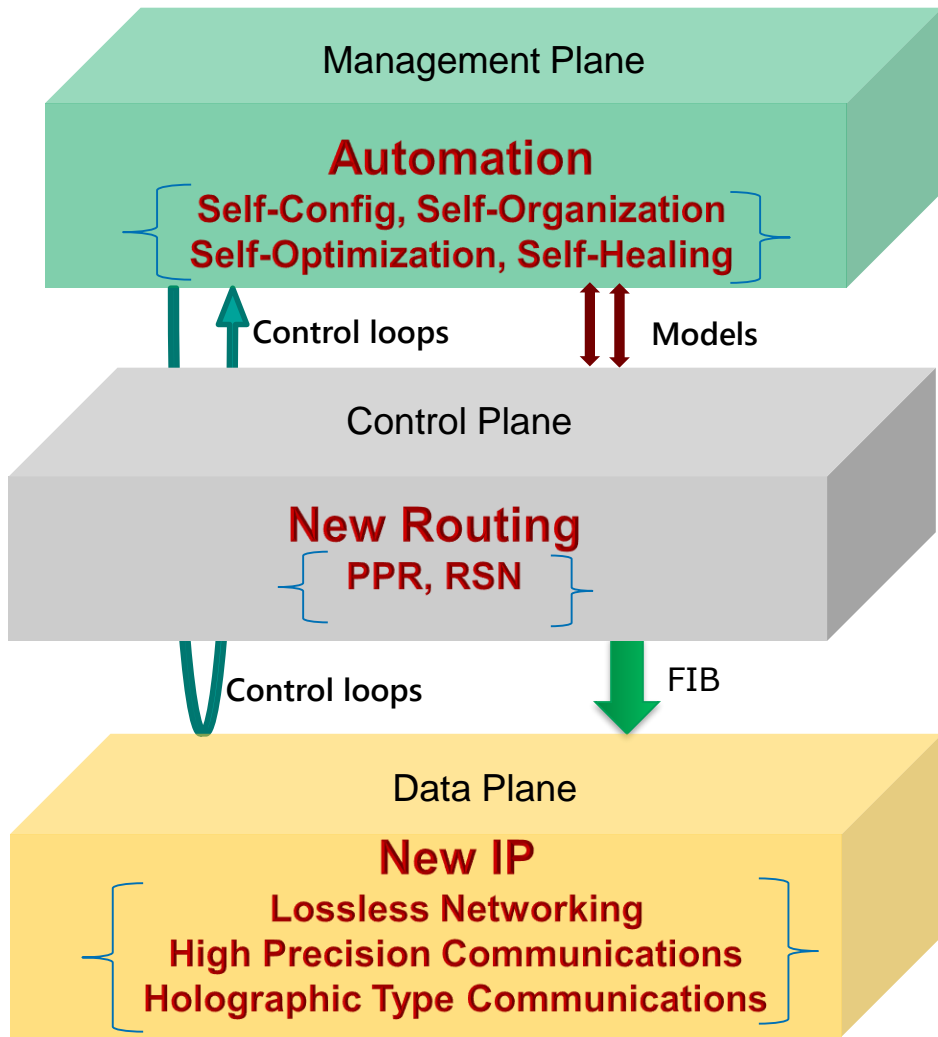 Management Plane
Automation
Self-Config, Self-Organization
Self-Optimization, Self-Healing
Control loops
Models
Control Plane
New Routing
PPR, RSN
Control loops
FIB
Data Plane
New IP
Lossless Networking
High Precision Communications
Holographic Type Communications